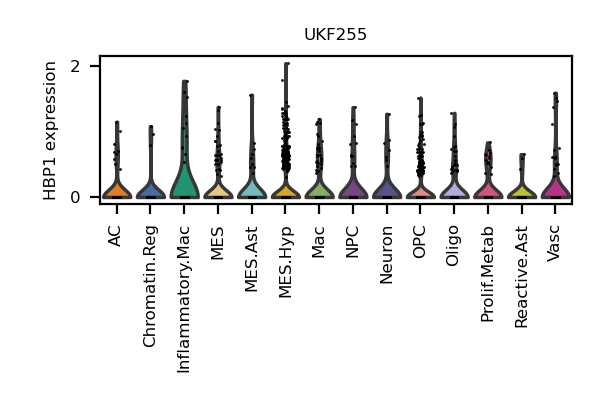 UKF255
HBP1 expression
2
0
AC
Chromatin.Reg
Inflammatory.Mac
MES
MES.Ast
MES.Hyp
Mac
NPC
Neuron
OPC
Oligo
Prolif.Metab
Reactive.Ast
Vasc